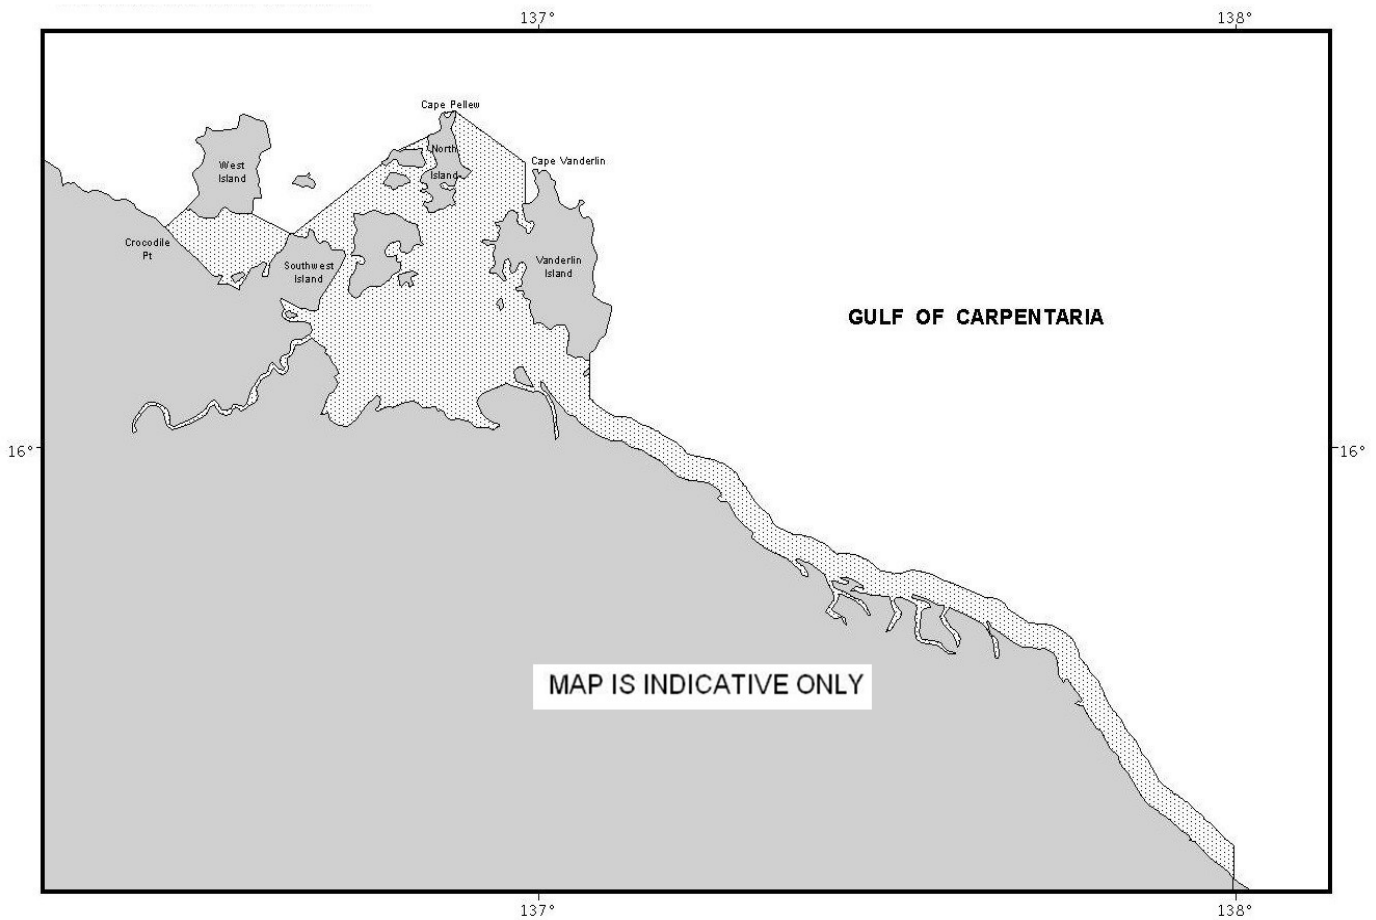 137° 138°
Cape Pellew
North
Island
Cape Vanderlin
West
Island
Crocodile
Pt
Southwest
Island
Vanderlin
Island
GULF OF CARPENTARIA
16° 16°
MAP IS INDICATIVE ONLY
137° 138°